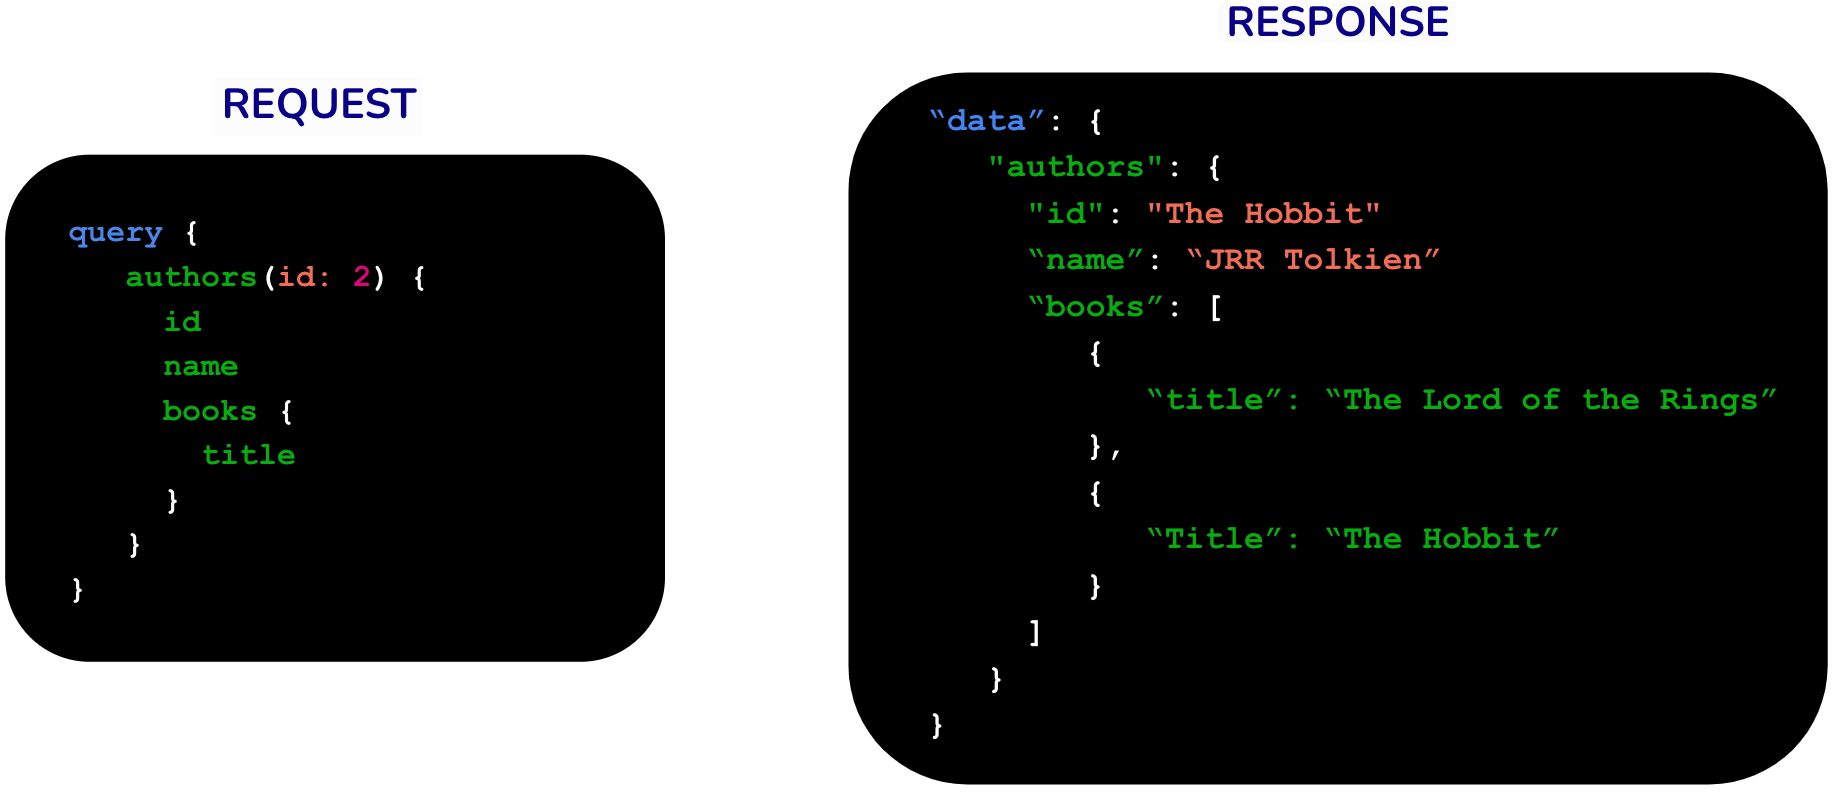 REQUEST
query {
authors(id: 2) {
id
name
books {
title
}
}
}
RESPONSE
“data”: {
"authors": {
"id": "The Hobbit"
“name”: “JRR Tolkien”
“books”: [
{
“title”: “The Lord of the Rings”
},
{
“Title”: “The Hobbit”
}
]
}
}